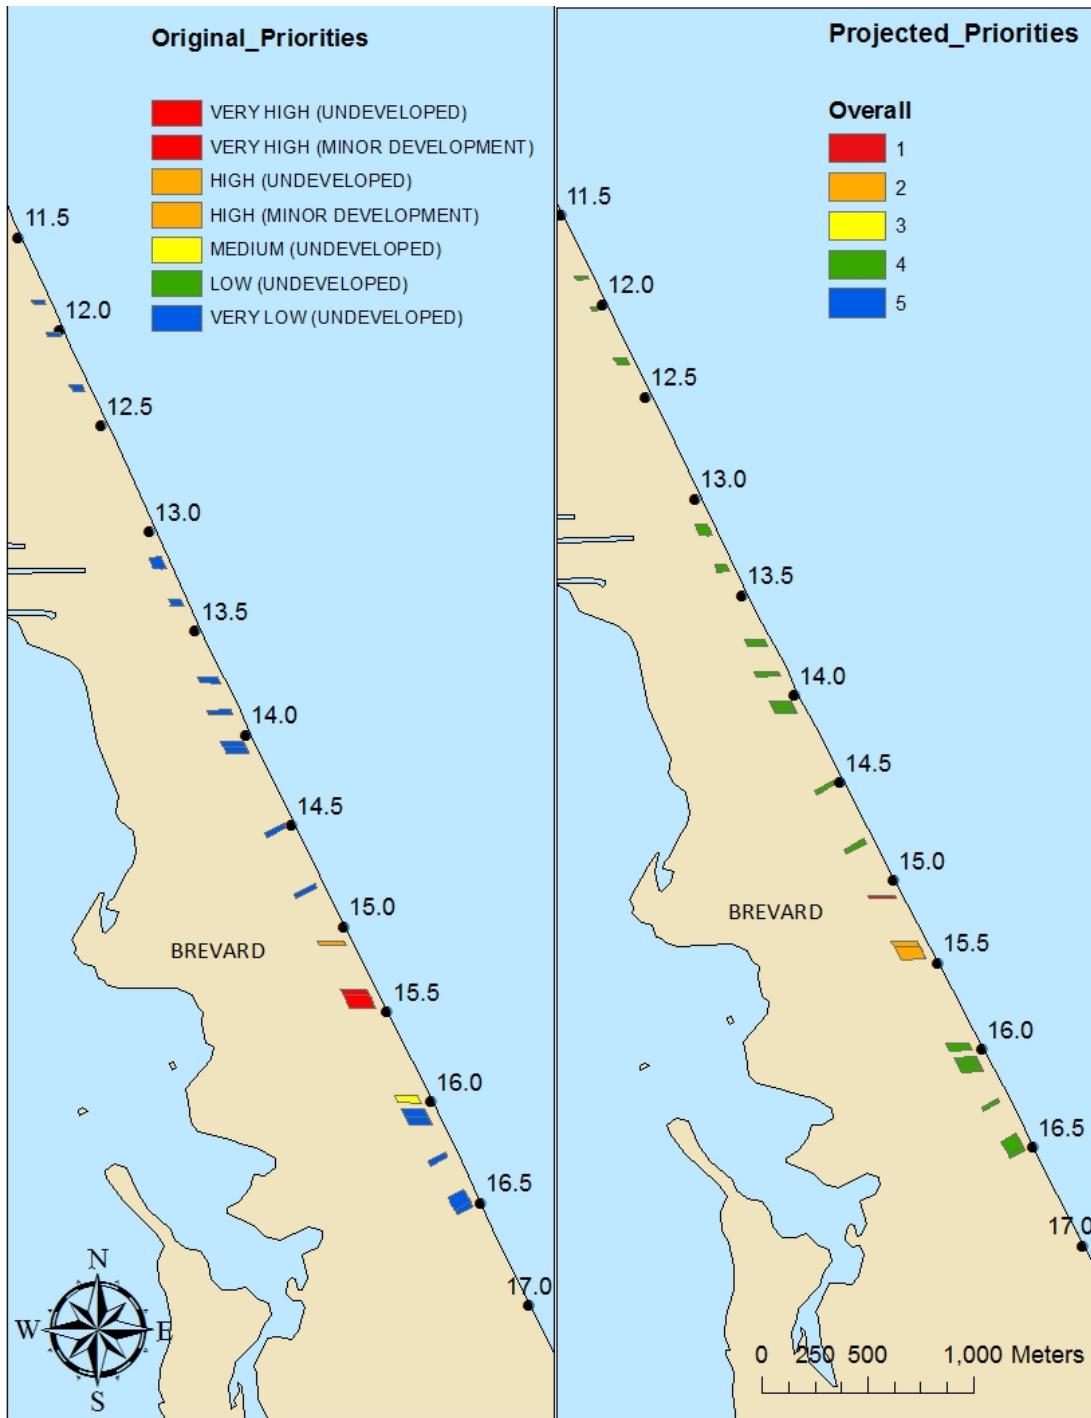 Original_Priorities
VERY HIGH (UNDEVELOPED)
VERY HIGH (MINOR DEVELOPMENT)
HIGH (UNDEVELOPED)
HIGH (MINOR DEVELOPMENT)
MEDIUM (UNDEVELOPED)
LOW (UNDEVELOPED)
VERY LOW (UNDEVELOPED)
11.5
12.0
12.5
13.0
13.5
14.0
14.5
15.0
BREVARD
15.5
16.0
16.5
17.0
N
W
E
S
Projected_Priorities
Overall
1
2
3
4
5
11.5
12.0
12.5
13.0
13.5
14.0
14.5
15.0
BREVARD
15.5
16.0
16.5
17.0
0 250 500 1,000 Meters